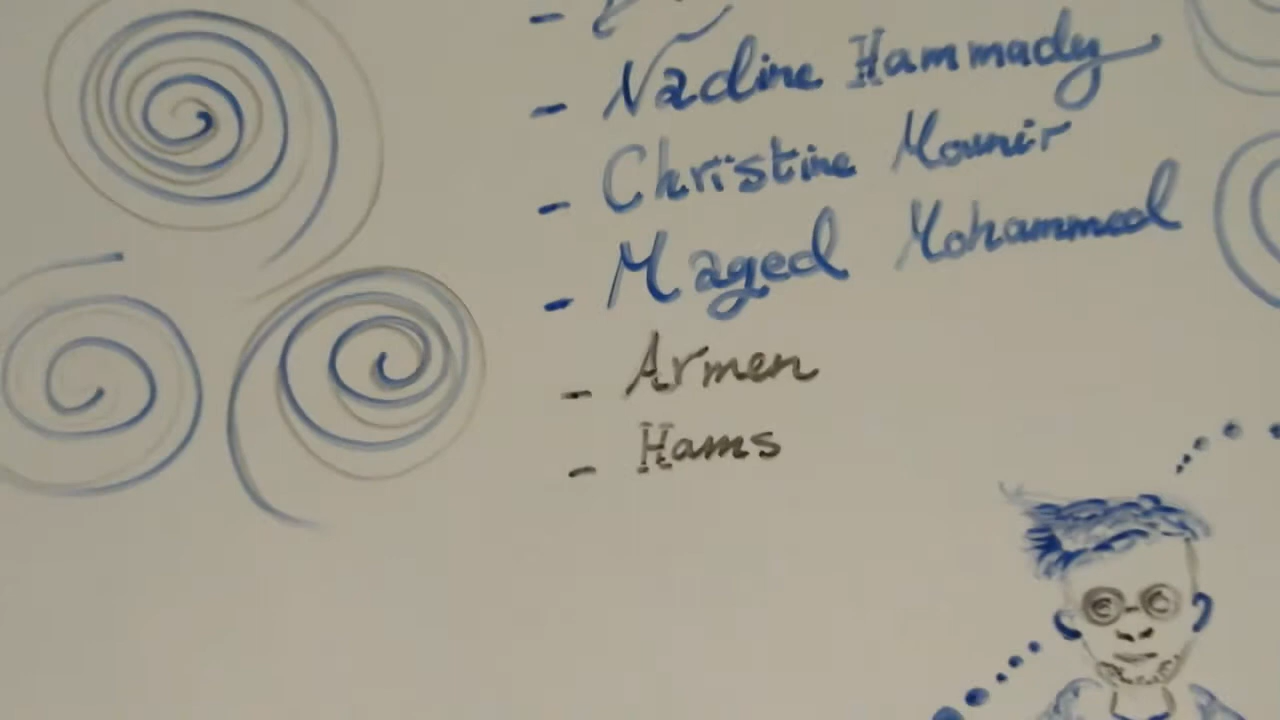 - Nadine Hammady
- Christine Mounir
- Maged Mohammed
- Armen
- Hams